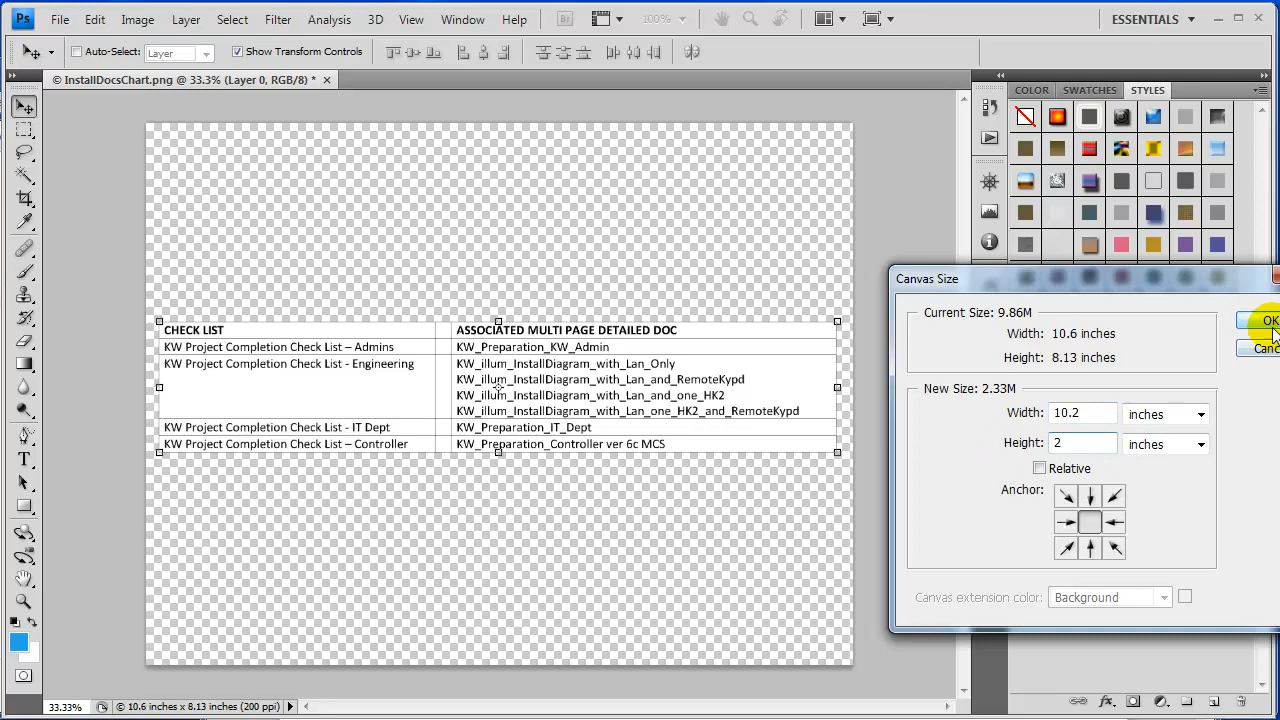 Ps File Edit Image Layer Select Filter Analysis 3D View Window Help Br 100% ESSENTIALS
Auto-Select: Layer Show Transform Controls
© InstallDocsChart.png @ 33.3% (Layer 0, RGB/8) *
COLOR SWATCHES STYLES
CHECK LIST ASSOCIATED MULTI PAGE DETAILED DOC
KW Project Completion Check List – Admins KW_Preparation_KW_Admin
KW Project Completion Check List - Engineering KW_illum_InstallDiagram_with_Lan_Only
KW_illum_InstallDiagram_with_Lan_and_RemoteKypd
KW_illum_InstallDiagram_with_Lan_and_one_HK2
KW_illum_InstallDiagram_with_Lan_one_HK2_and_RemoteKypd
KW Project Completion Check List - IT Dept KW_Preparation_IT_Dept
KW Project Completion Check List – Controller KW_Preparation_Controller ver 6c MCS
Canvas Size
Current Size: 9.86M
OK
Width: 10.6 inches
Canc
Height: 8.13 inches
New Size: 2.33M
Width: 10.2 inches
Height: 2 inches
Relative
Anchor:
Canvas extension color: Background
T
fx
33.33% © 10.6 inches x 8.13 inches (200 ppi)